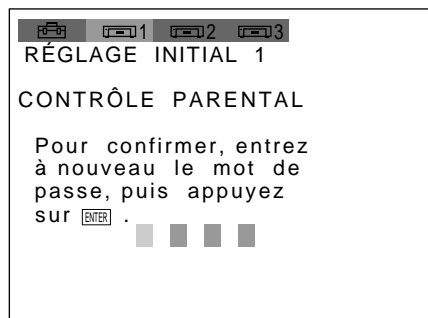 1 2 3
RÉGLAGE INITIAL 1
CONTRÔLE PARENTAL
Pour confirmer, entrez
à nouveau le mot de
passe, puis appuyez
sur ENTER .